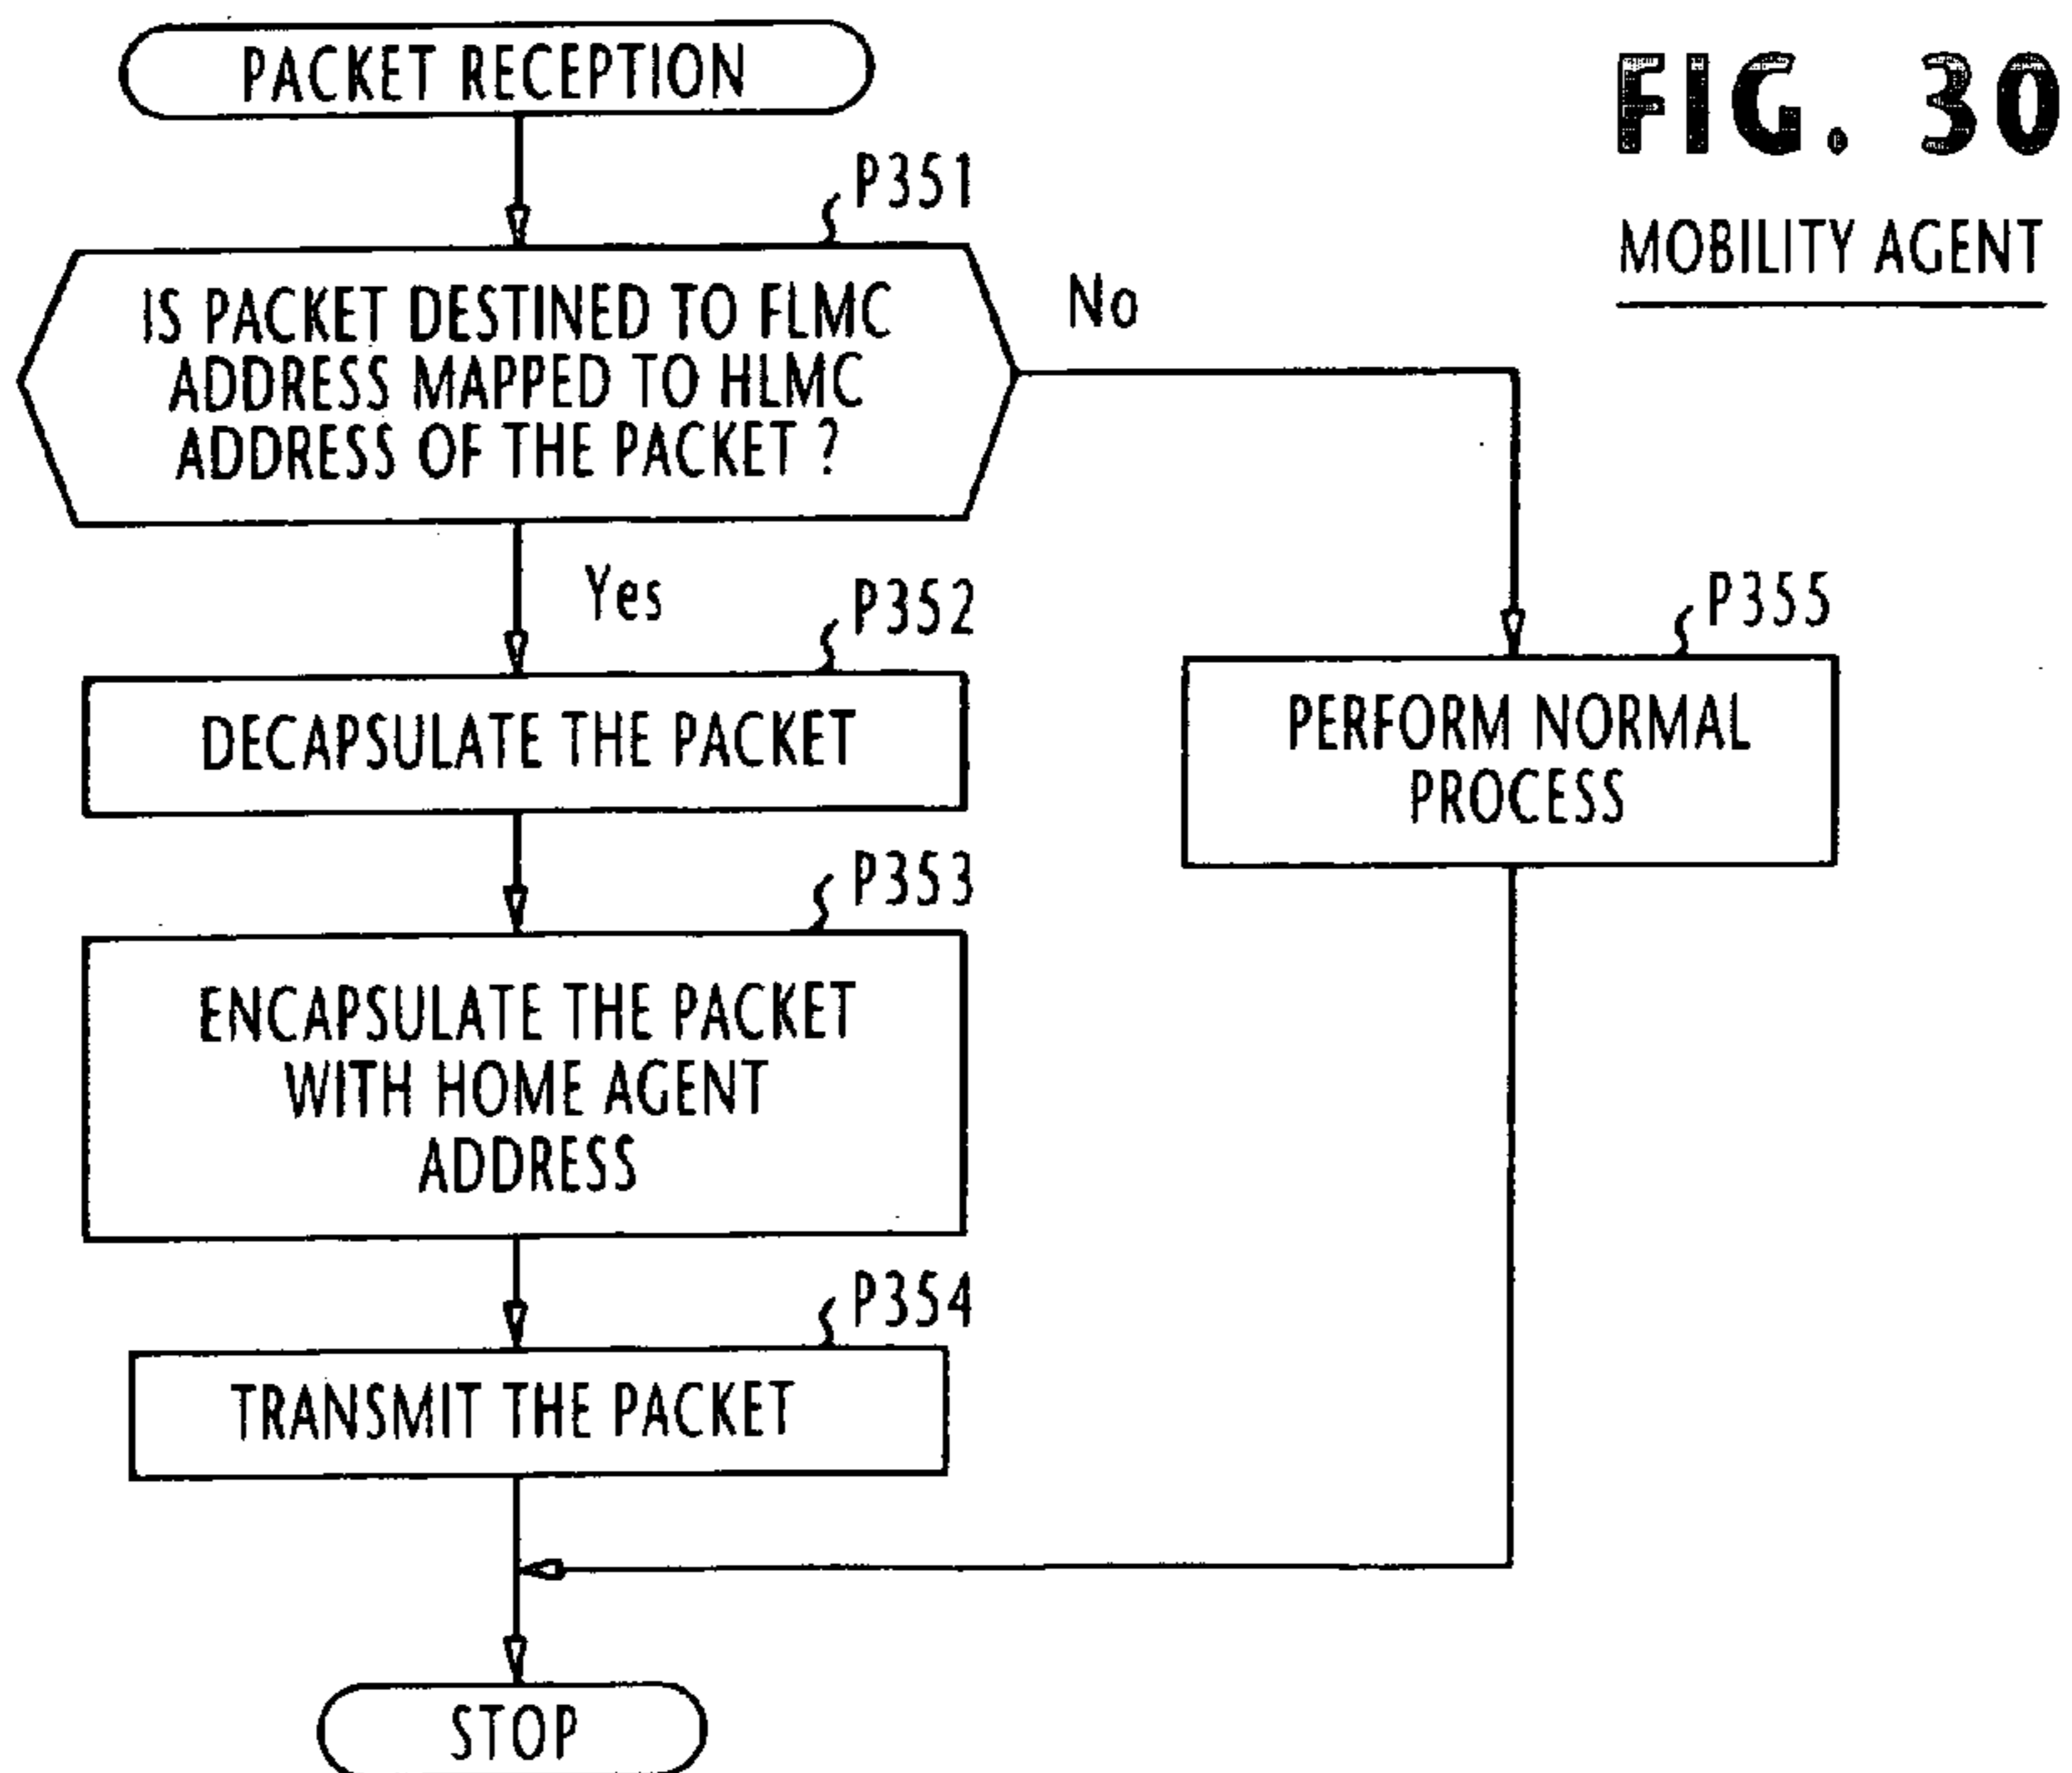 PACKET RECEPTION
FIG. 30
MOBILITY AGENT
P351
IS PACKET DESTINED TO FLMC
ADDRESS MAPPED TO HLMC
ADDRESS OF THE PACKET ?
No
Yes
P352
DECAPSULATE THE PACKET
P355
PERFORM NORMAL
PROCESS
P353
ENCAPSULATE THE PACKET
WITH HOME AGENT
ADDRESS
P354
TRANSMIT THE PACKET
STOP